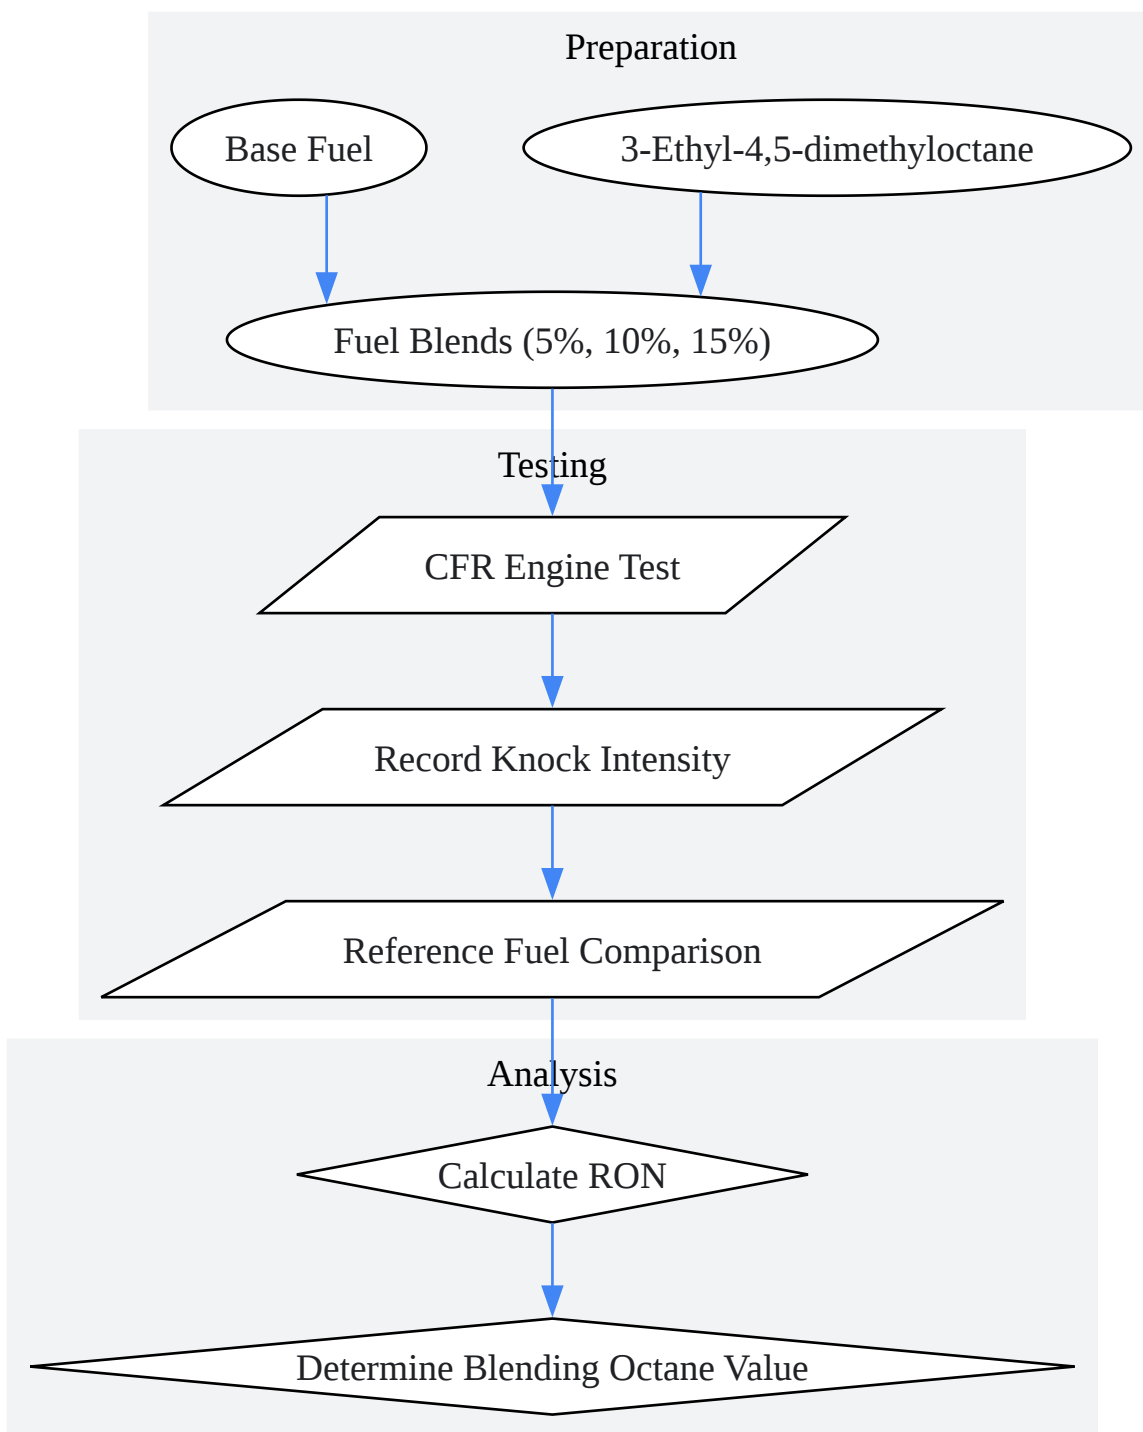 Preparation
Base Fuel
3-Ethyl-4,5-dimethyloctane
Fuel Blends (5%, 10%, 15%)
Testing
CFR Engine Test
Record Knock Intensity
Reference Fuel Comparison
Analysis
Calculate RON
Determine Blending Octane Value